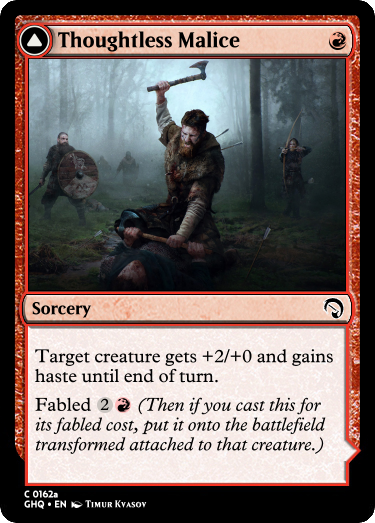 Thoughtless Malice
Sorcery
Target creature gets +2/+0 and gains
haste until end of turn.
Fabled 2 (Then if you cast this for
its fabled cost, put it onto the battlefield
transformed attached to that creature.)
C 0162a
GHQ • EN Timur Kvasov